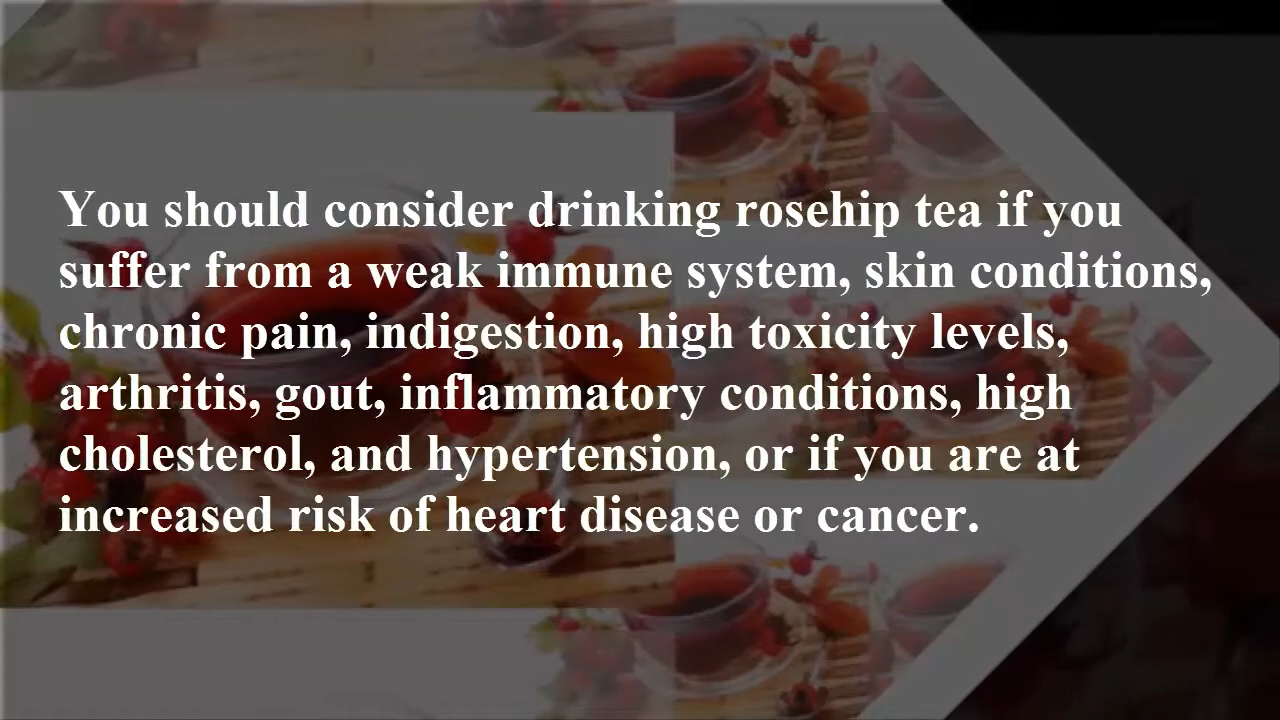 You should consider drinking rosehip tea if you
suffer from a weak immune system, skin conditions,
chronic pain, indigestion, high toxicity levels,
arthritis, gout, inflammatory conditions, high
cholesterol, and hypertension, or if you are at
increased risk of heart disease or cancer.